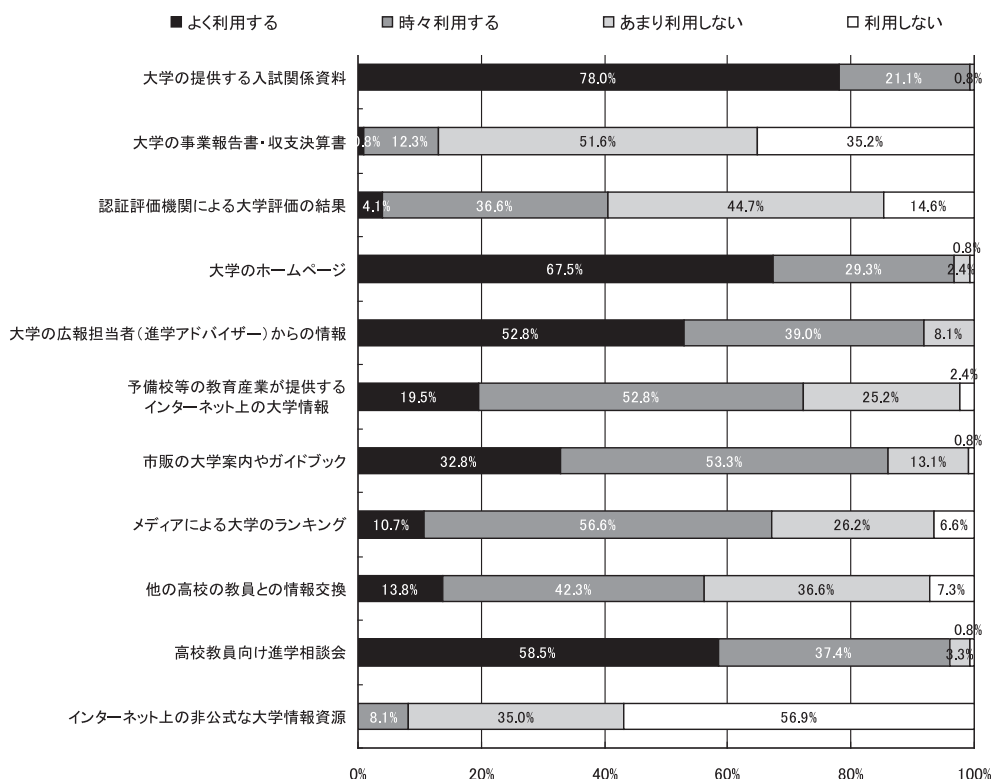 ■ よく利用する ■ 時々利用する □ あまり利用しない □ 利用しない
大学の提供する入試関係資料 78.0% 21.1% 0.8%
大学の事業報告書・収支決算書 0.8% 12.3% 51.6% 35.2%
認証評価機関による大学評価の結果 4.1% 36.6% 44.7% 14.6%
0.8%
大学のホームページ 67.5% 29.3% 2.4%
大学の広報担当者(進学アドバイザー)からの情報 52.8% 39.0% 8.1%
2.4%
予備校等の教育産業が提供する
インターネット上の大学情報 19.5% 52.8% 25.2%
0.8%
市販の大学案内やガイドブック 32.8% 53.3% 13.1%
メディアによる大学のランキング 10.7% 56.6% 26.2% 6.6%
他の高校の教員との情報交換 13.8% 42.3% 36.6% 7.3%
0.8%
高校教員向け進学相談会 58.5% 37.4% 3.3%
インターネット上の非公式な大学情報資源 8.1% 35.0% 56.9%
0% 20% 40% 60% 80% 100%